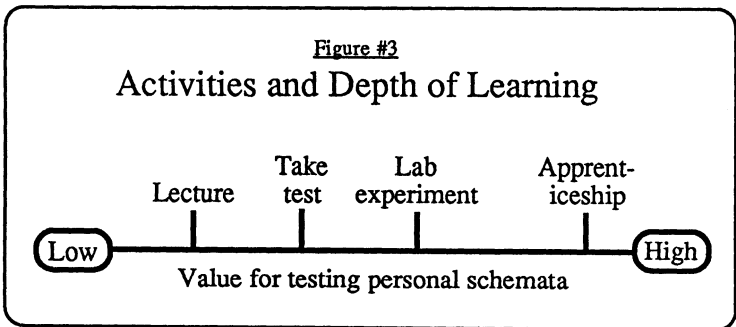 Figure #3
Activities and Depth of Learning
Lecture
Take
test
Lab
experiment
Apprent-
iceship
Low
High
Value for testing personal schemata